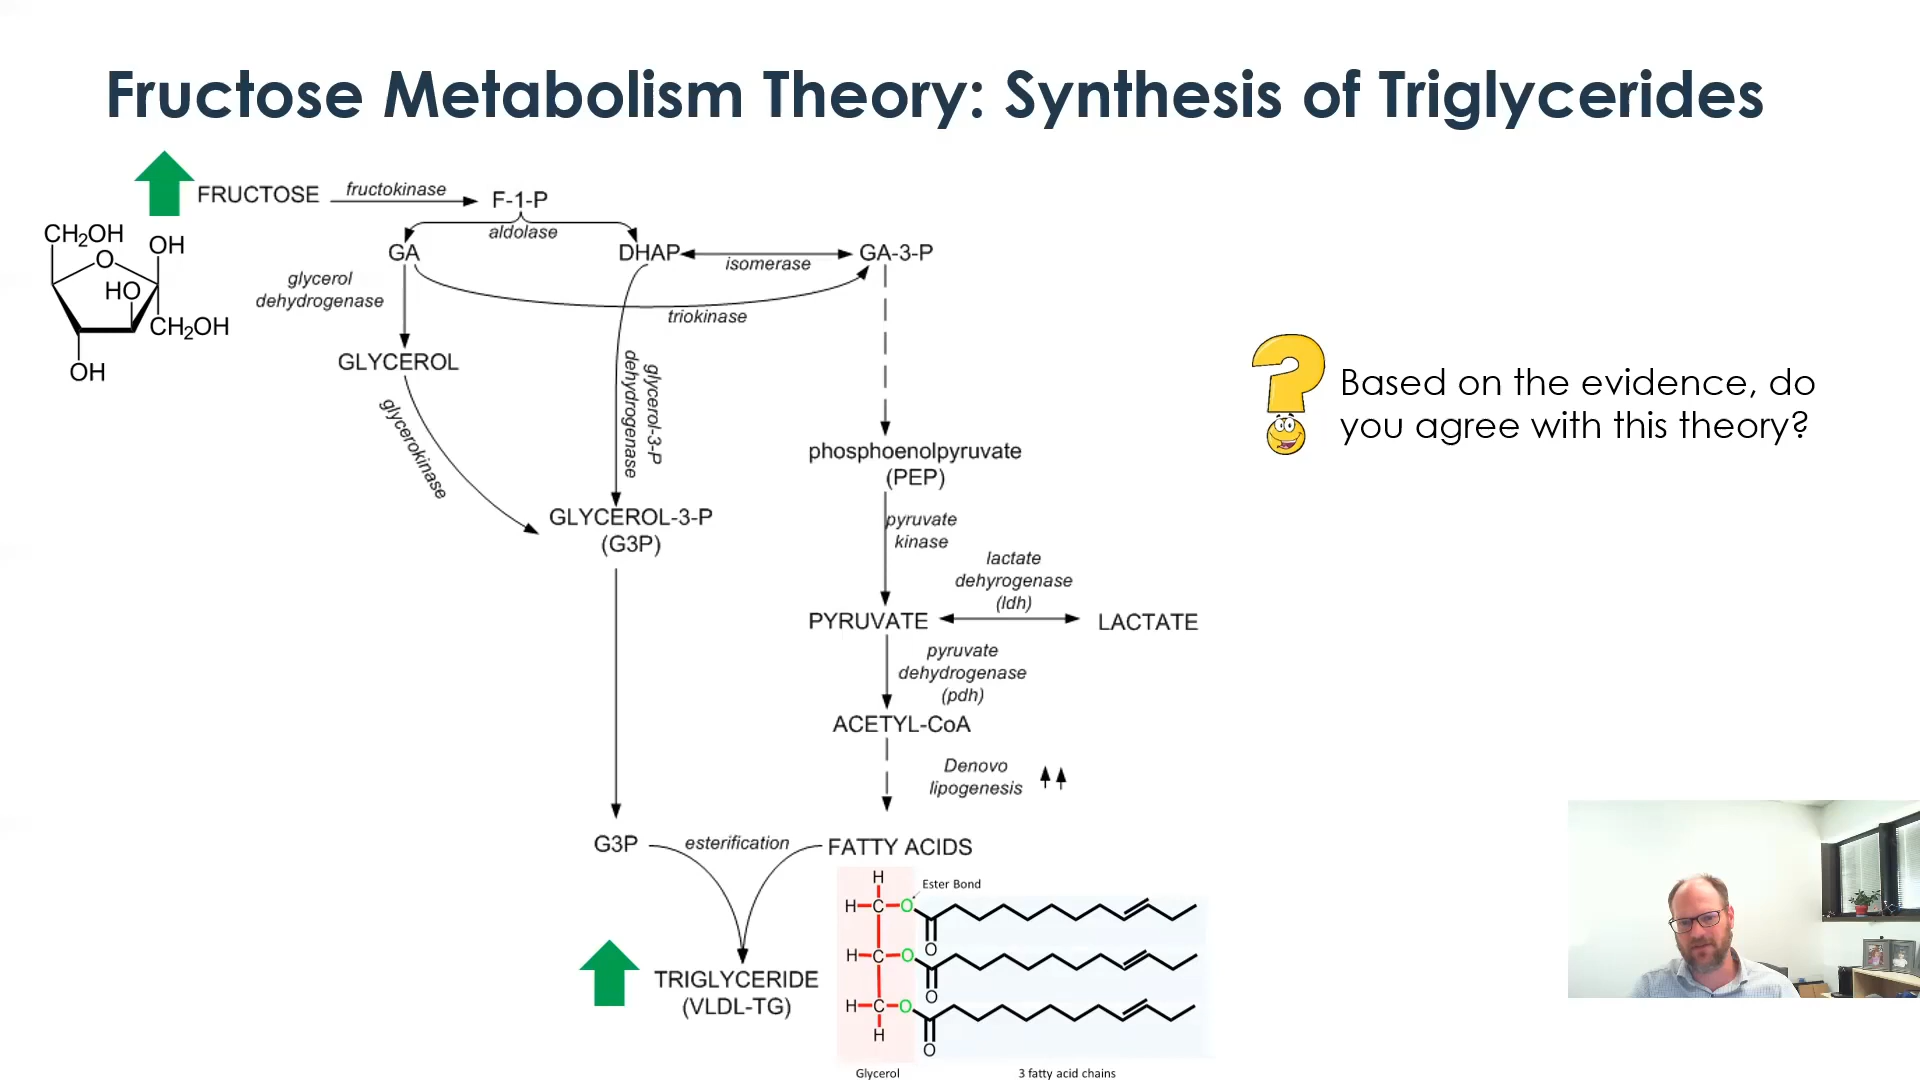 Fructose Metabolism Theory: Synthesis of Triglycerides
FRUCTOSE
fructokinase
F-1-P
aldolase
CH₂OH
OH
O
HO
CH₂OH
OH
GA
DHAP
isomerase
GA-3-P
glycerol
dehydrogenase
triokinase
GLYCEROL
glycerokinase
glycerol-3-P
dehydrogenase
Based on the evidence, do
you agree with this theory?
phosphoenolpyruvate
(PEP)
GLYCEROL-3-P
(G3P)
pyruvate
kinase
lactate
dehyrogenase
(ldh)
PYRUVATE
LACTATE
pyruvate
dehydrogenase
(pdh)
ACETYL-CoA
Denovo
lipogenesis
G3P
esterification
FATTY ACIDS
TRIGLYCERIDE
(VLDL-TG)
H
Ester Bond
H C O
O
H C O
O
H C O
H
O
Glycerol
3 fatty acid chains